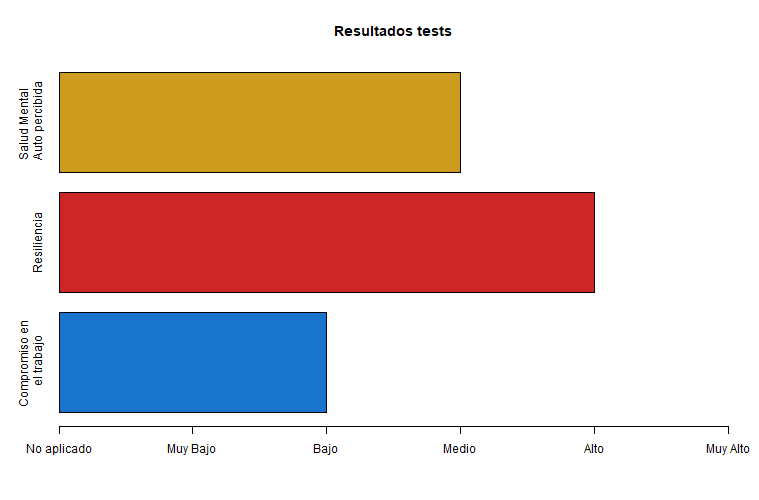 Resultados tests
Salud Mental
Auto percibida
Resiliencia
Compromiso en
el trabajo
No aplicado
Muy Bajo
Bajo
Medio
Alto
Muy Alto